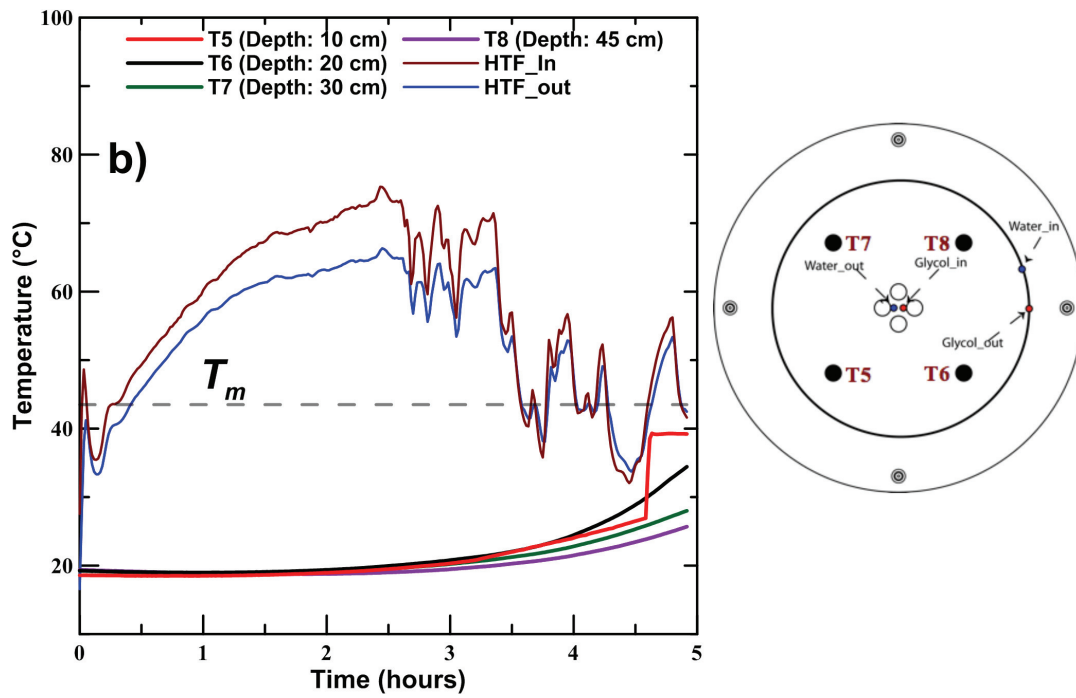 100
80
60
40
20
Temperature (°C)
T5 (Depth: 10 cm)
T6 (Depth: 20 cm)
T7 (Depth: 30 cm)
T8 (Depth: 45 cm)
HTF_In
HTF_out
b)
Tm
0 1 2 3 4 5
Time (hours)
T7
T8
Water_in
Water_out
Glycol_in
Glycol_out
T5
T6